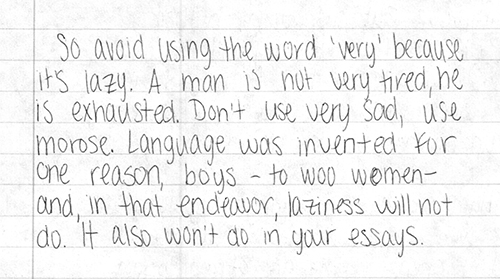 So avoid using the word 'very' because
it's lazy. A man is not very tired, he
is exhausted. Don't use very sad, use
morose. Language was invented for
one reason, boys - to woo women-
and, in that endeavor, laziness will not
do. It also won't do in your essays.